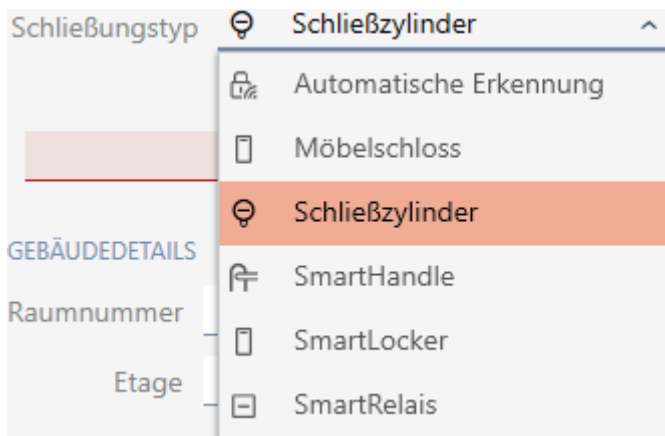 Schließungstyp Schließzylinder
Automatische Erkennung
Möbelschloss
Schließzylinder
GEBÄUDEDETAILS
SmartHandle
Raumnummer
SmartLocker
Etage
SmartRelais